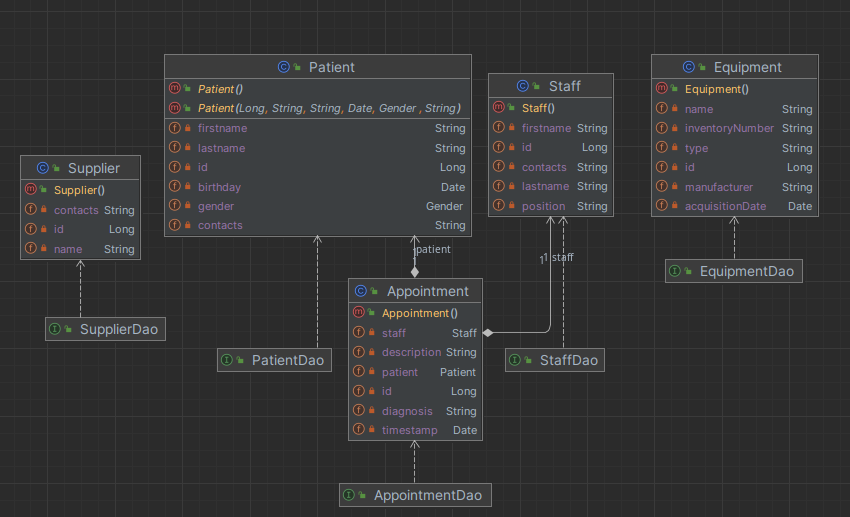 Patient
Patient()
Patient(Long, String, String, Date, Gender , String)
firstname String
lastname String
id Long
birthday Date
gender Gender
contacts String
Staff
Staff()
firstname String
id Long
contacts String
lastname String
position String
Equipment
Equipment()
name String
inventoryNumber String
type String
id Long
manufacturer String
acquisitionDate Date
Supplier
Supplier()
contacts String
id Long
name String
patient
1
1 staff
Appointment
Appointment()
staff Staff
description String
patient Patient
id Long
diagnosis String
timestamp Date
EquipmentDao
SupplierDao
PatientDao
StaffDao
AppointmentDao